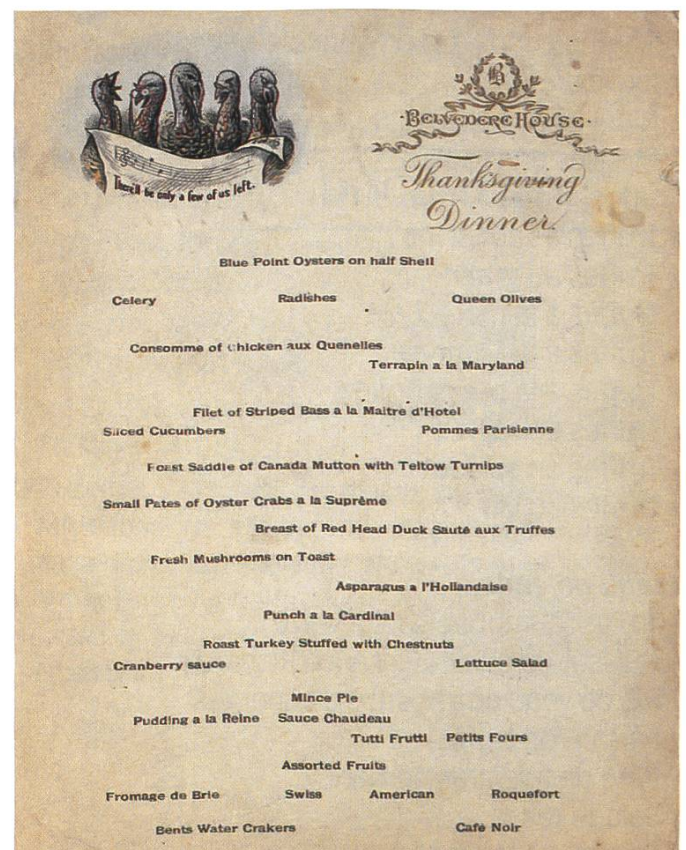 There'll be only a few of us left.
B
BELVEDERE HOUSE
Thanksgiving
Dinner.
Blue Point Oysters on half Shell
Celery Radishes Queen Olives
Consomme of Chicken aux Quenelles
Terrapin a la Maryland
Filet of Striped Bass a la Maitre d'Hotel
Sliced Cucumbers Pommes Parisienne
Roast Saddle of Canada Mutton with Teltow Turnips
Small Pates of Oyster Crabs a la Suprême
Breast of Red Head Duck Sauté aux Truffes
Fresh Mushrooms on Toast
Asparagus a l'Hollandaise
Punch a la Cardinal
Roast Turkey Stuffed with Chestnuts
Cranberry sauce Lettuce Salad
Mince Pie
Pudding a la Reine Sauce Chaudeau
Tutti Frutti Petits Fours
Assorted Fruits
Fromage de Brie Swiss American Roquefort
Bents Water Crakers Café Noir